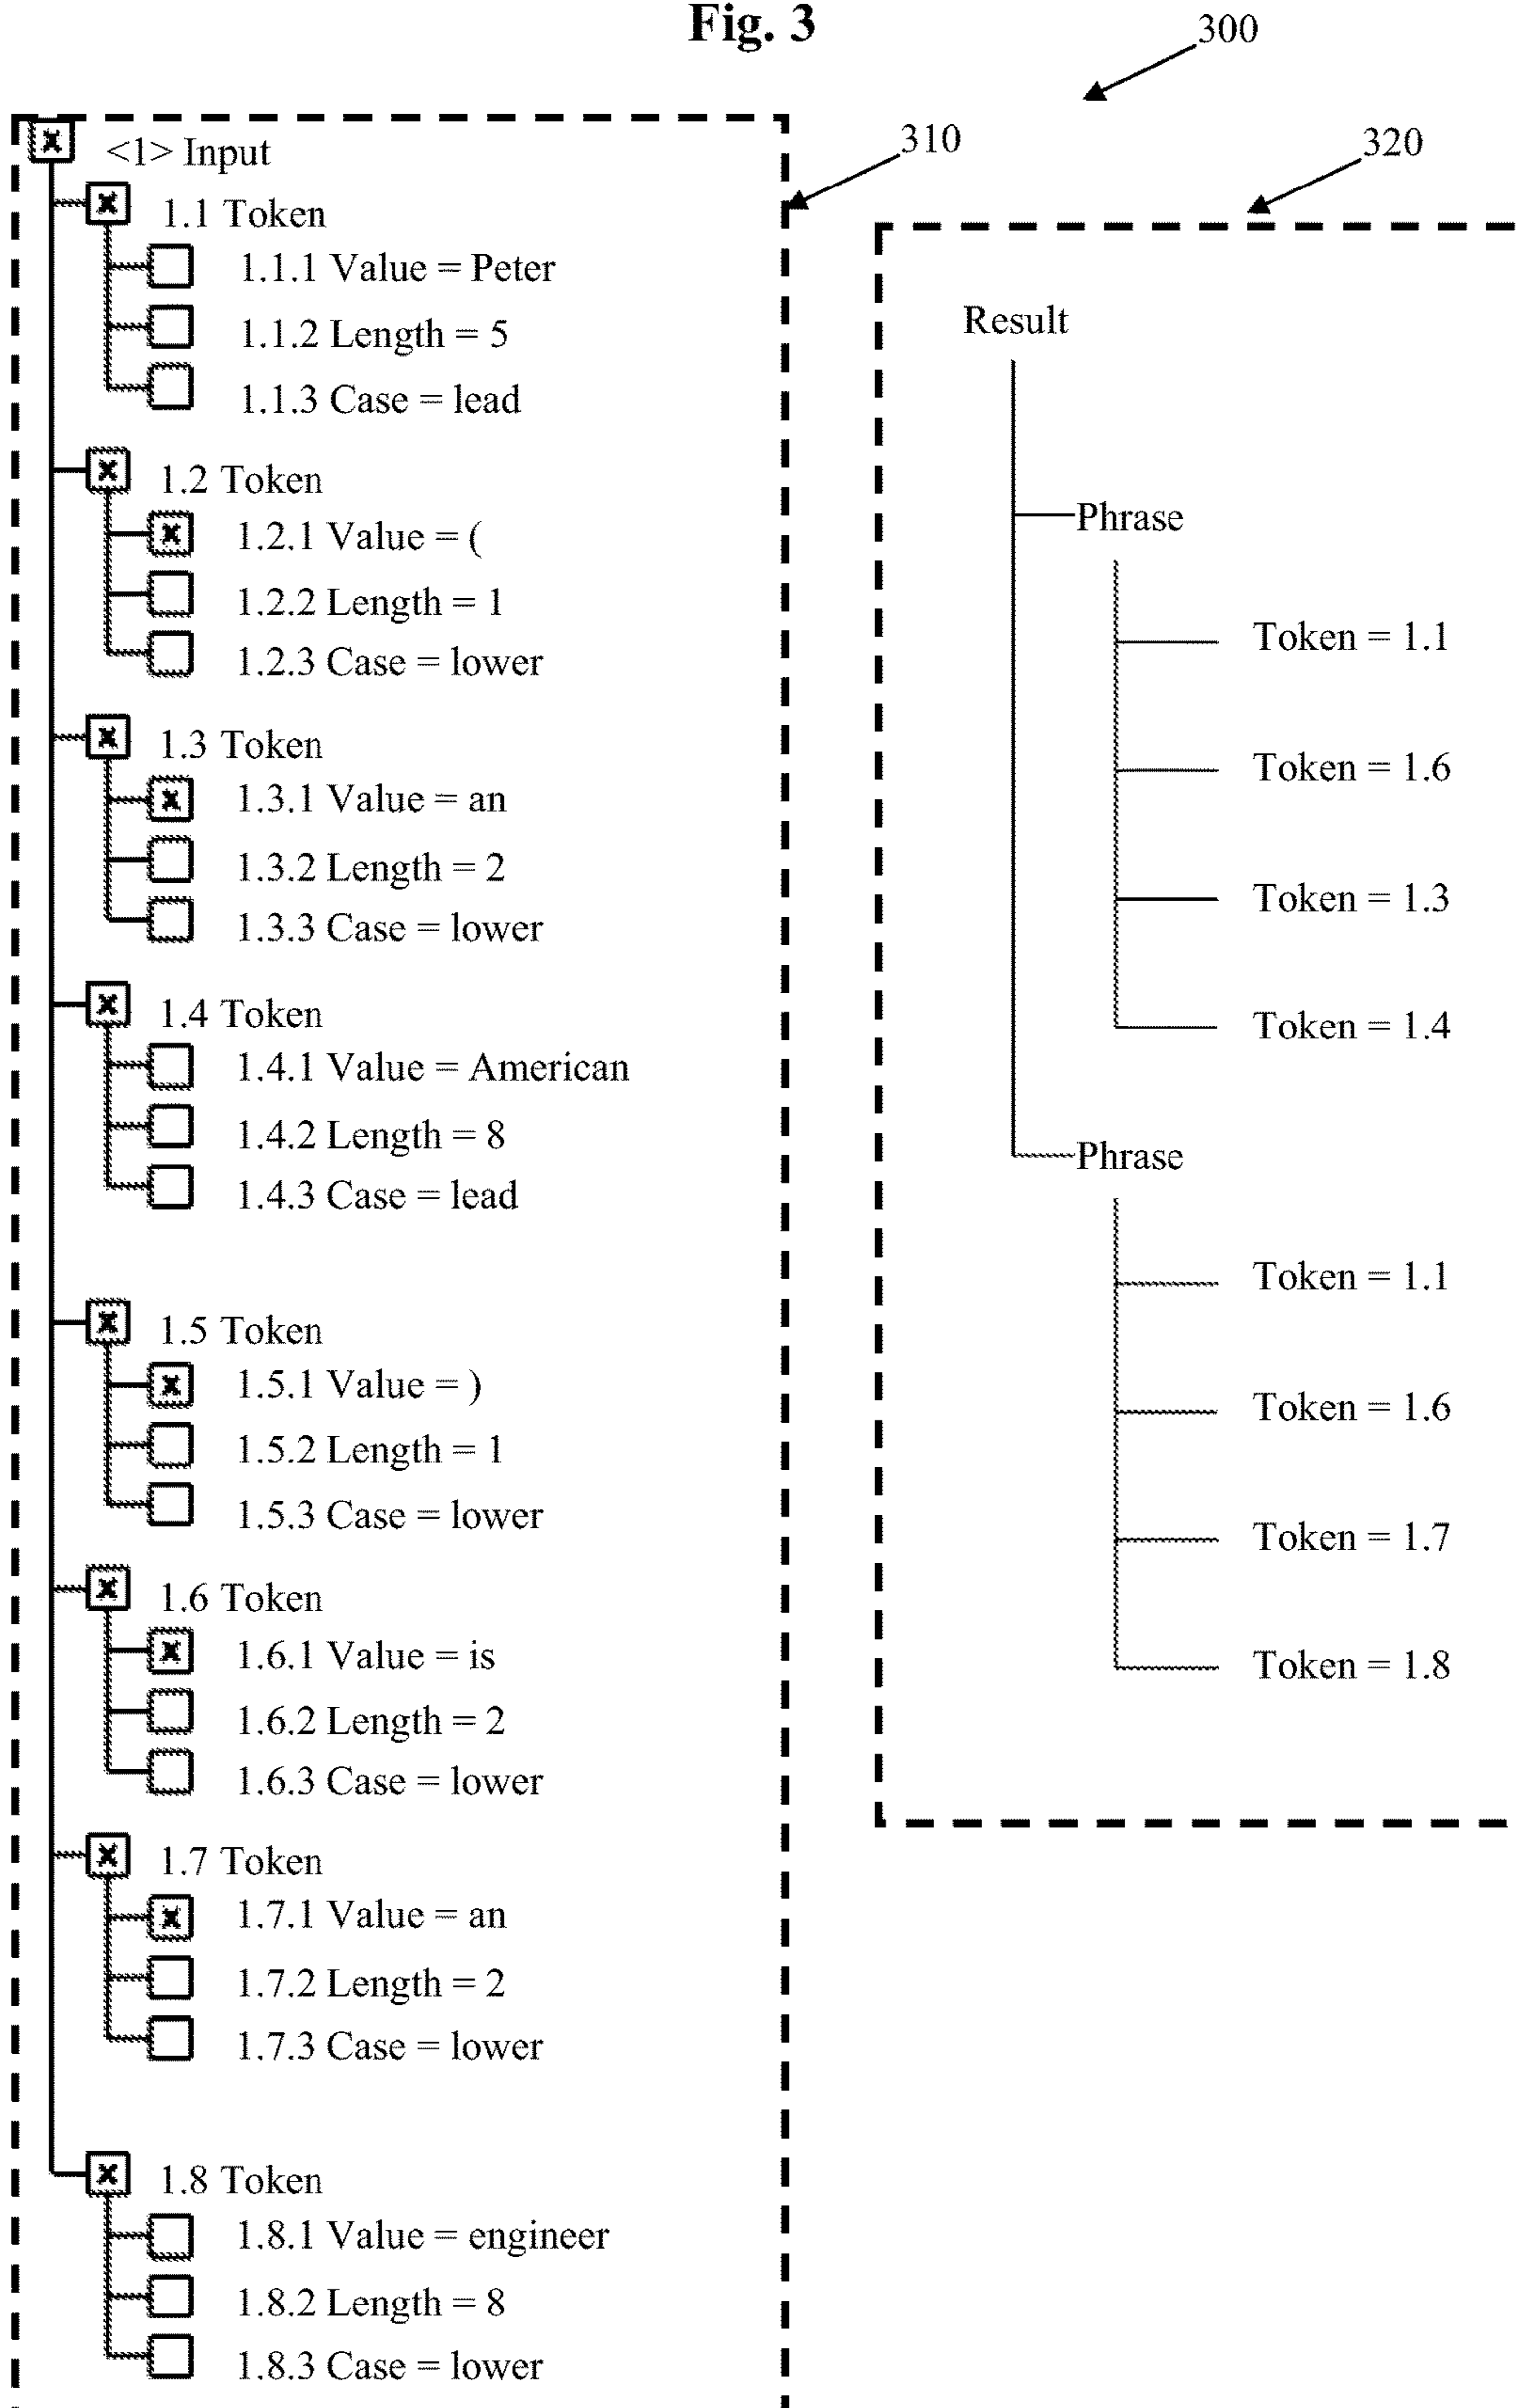 Fig. 3
300
310
320
<1> Input
1.1 Token
1.1.1 Value = Peter
1.1.2 Length = 5
1.1.3 Case = lead
1.2 Token
1.2.1 Value = (
1.2.2 Length = 1
1.2.3 Case = lower
1.3 Token
1.3.1 Value = an
1.3.2 Length = 2
1.3.3 Case = lower
1.4 Token
1.4.1 Value = American
1.4.2 Length = 8
1.4.3 Case = lead
1.5 Token
1.5.1 Value = )
1.5.2 Length = 1
1.5.3 Case = lower
1.6 Token
1.6.1 Value = is
1.6.2 Length = 2
1.6.3 Case = lower
1.7 Token
1.7.1 Value = an
1.7.2 Length = 2
1.7.3 Case = lower
1.8 Token
1.8.1 Value = engineer
1.8.2 Length = 8
1.8.3 Case = lower
Result
Phrase
Token = 1.1
Token = 1.6
Token = 1.3
Token = 1.4
Phrase
Token = 1.1
Token = 1.6
Token = 1.7
Token = 1.8